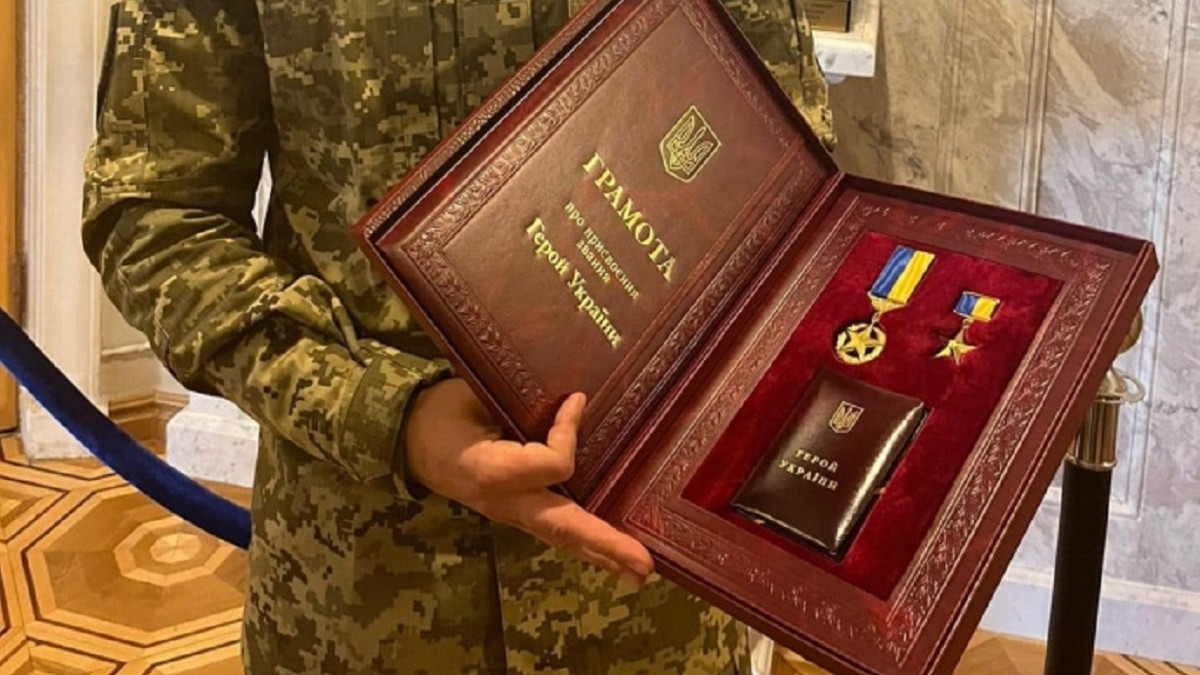 ГРАМОТА
про присвоєння
звання
Герой України
ГЕРОЙ
УКРАЇНИ